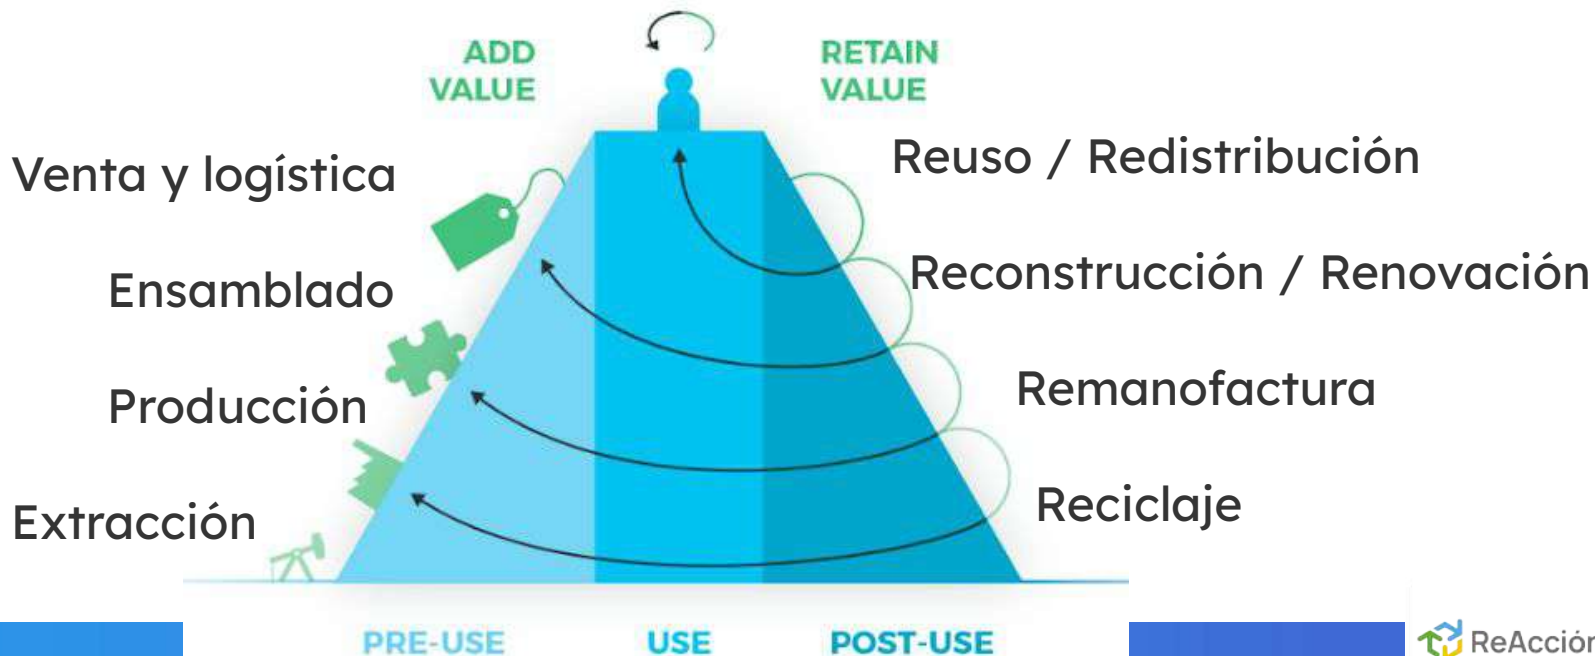 ADD
VALUE
RETAIN
VALUE
Venta y logística
Reuso / Redistribución
Ensamblado
Reconstrucción / Renovación
Producción
Remanofactura
Extracción
Reciclaje
PRE-USE
USE
POST-USE
ReAcción